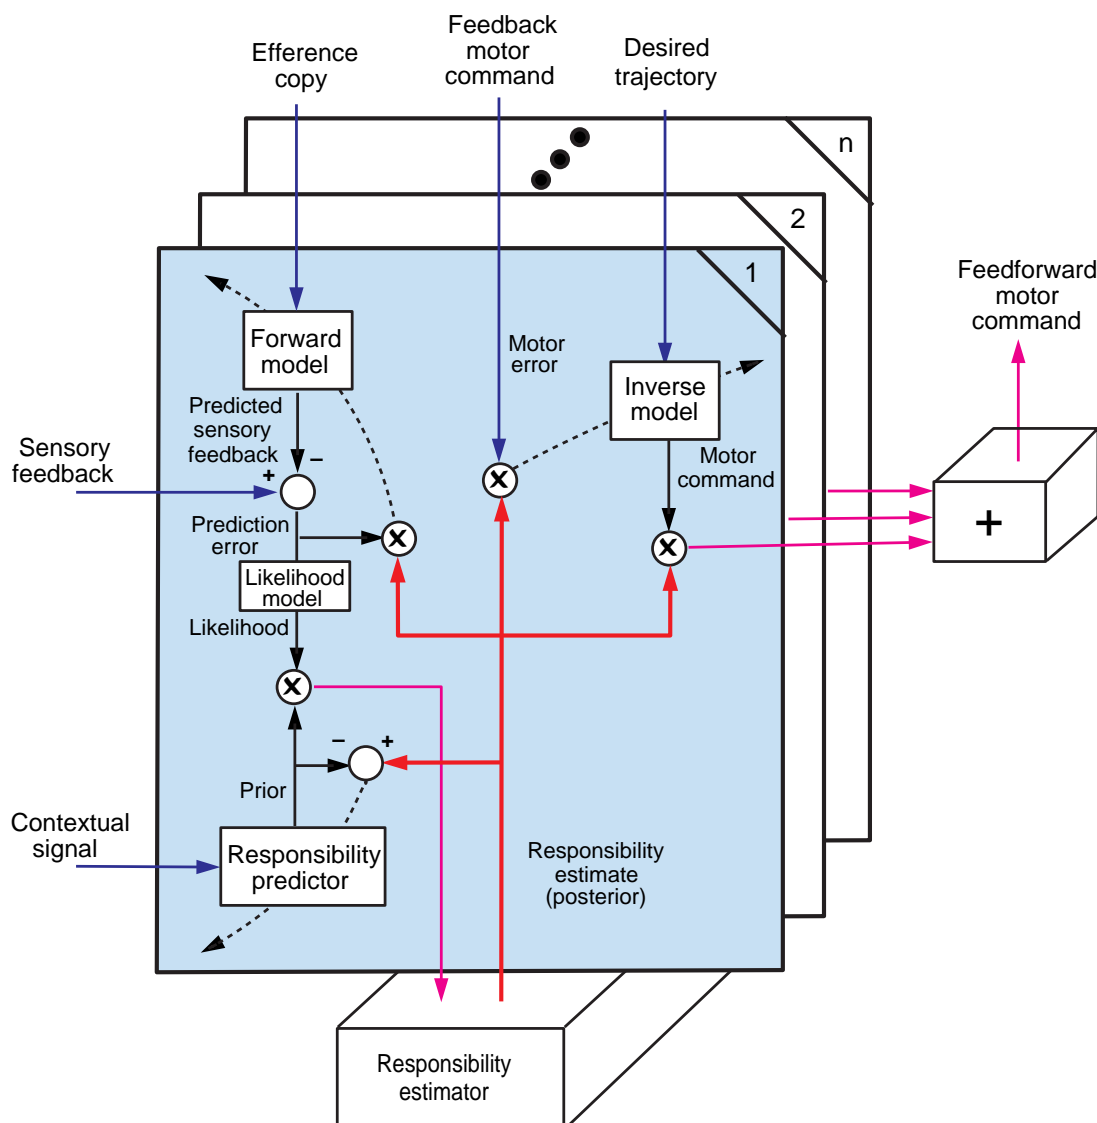 Efference
copy
Feedback
motor
command
Desired
trajectory
n
2
1
Feedforward
motor
command
Forward
model
Motor
error
Inverse
model
Predicted
sensory
feedback
Sensory
feedback
+
−
Motor
command
x
x
x
+
Prediction
error
Likelihood
model
Likelihood
x
−
+
Prior
Contextual
signal
Responsibility
predictor
Responsibility
estimate
(posterior)
Responsibility
estimator